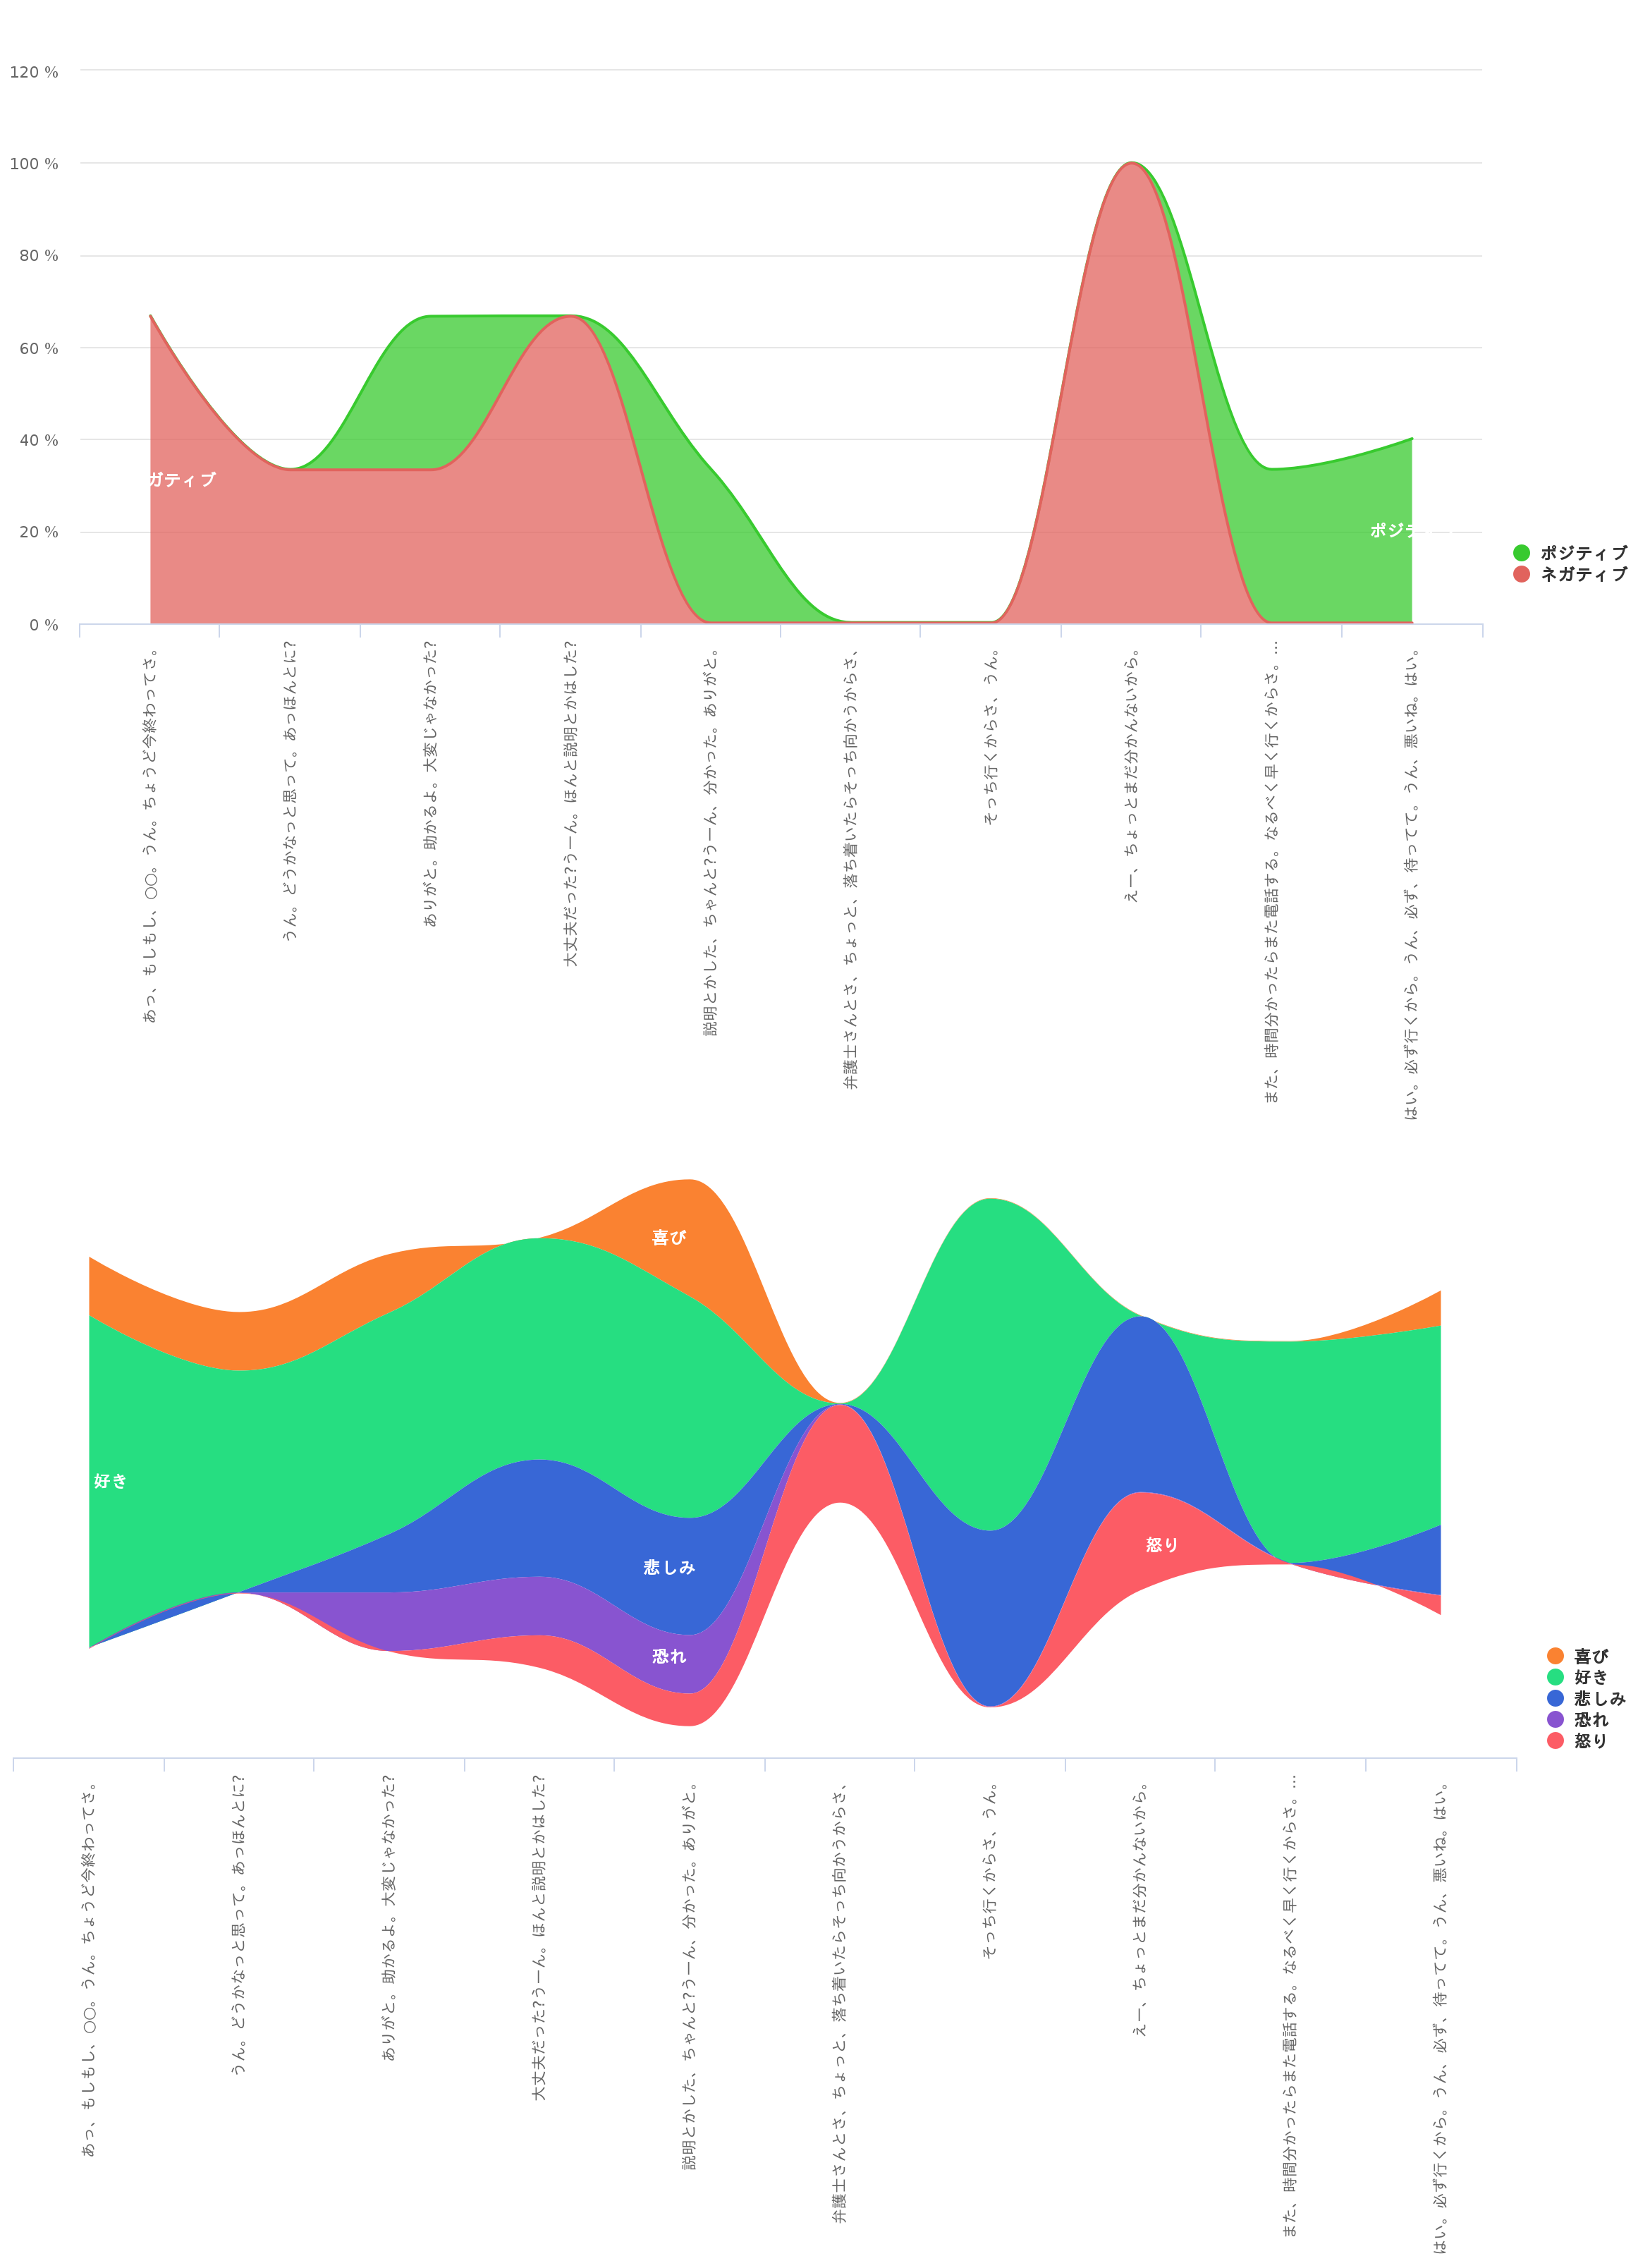 120 %
100 %
80 %
60 %
40 %
20 %
0 %
ガティブ
ポジテ
ポジティブ
ネガティブ
あっ、もしもし、〇〇。うん。ちょうど今終わってさ。
うん。どうかなっと思って。あっほんとに?
ありがと。助かるよ。大変じゃなかった?
大丈夫だった?うーん。ほんと説明とかはした?
説明とかした、ちゃんと?うーん、分かった。ありがと。
弁護士さんとさ、ちょっと、落ち着いたらそっち向かうからさ、
そっち行くからさ、うん。
えー、ちょっとまだ分かんないから。
また、時間分かったらまた電話する。なるべく早く行くからさ。…
はい。必ず行くから。うん、必ず、待ってて。うん、悪いね。はい。
喜び
好き
悲しみ
恐れ
怒り
喜び
好き
悲しみ
恐れ
怒り
あっ、もしもし、〇〇。うん。ちょうど今終わってさ。
うん。どうかなっと思って。あっほんとに?
ありがと。助かるよ。大変じゃなかった?
大丈夫だった?うーん。ほんと説明とかはした?
説明とかした、ちゃんと?うーん、分かった。ありがと。
弁護士さんとさ、ちょっと、落ち着いたらそっち向かうからさ、
そっち行くからさ、うん。
えー、ちょっとまだ分かんないから。
また、時間分かったらまた電話する。なるべく早く行くからさ。…
はい。必ず行くから。うん、必ず、待ってて。うん、悪いね。はい。